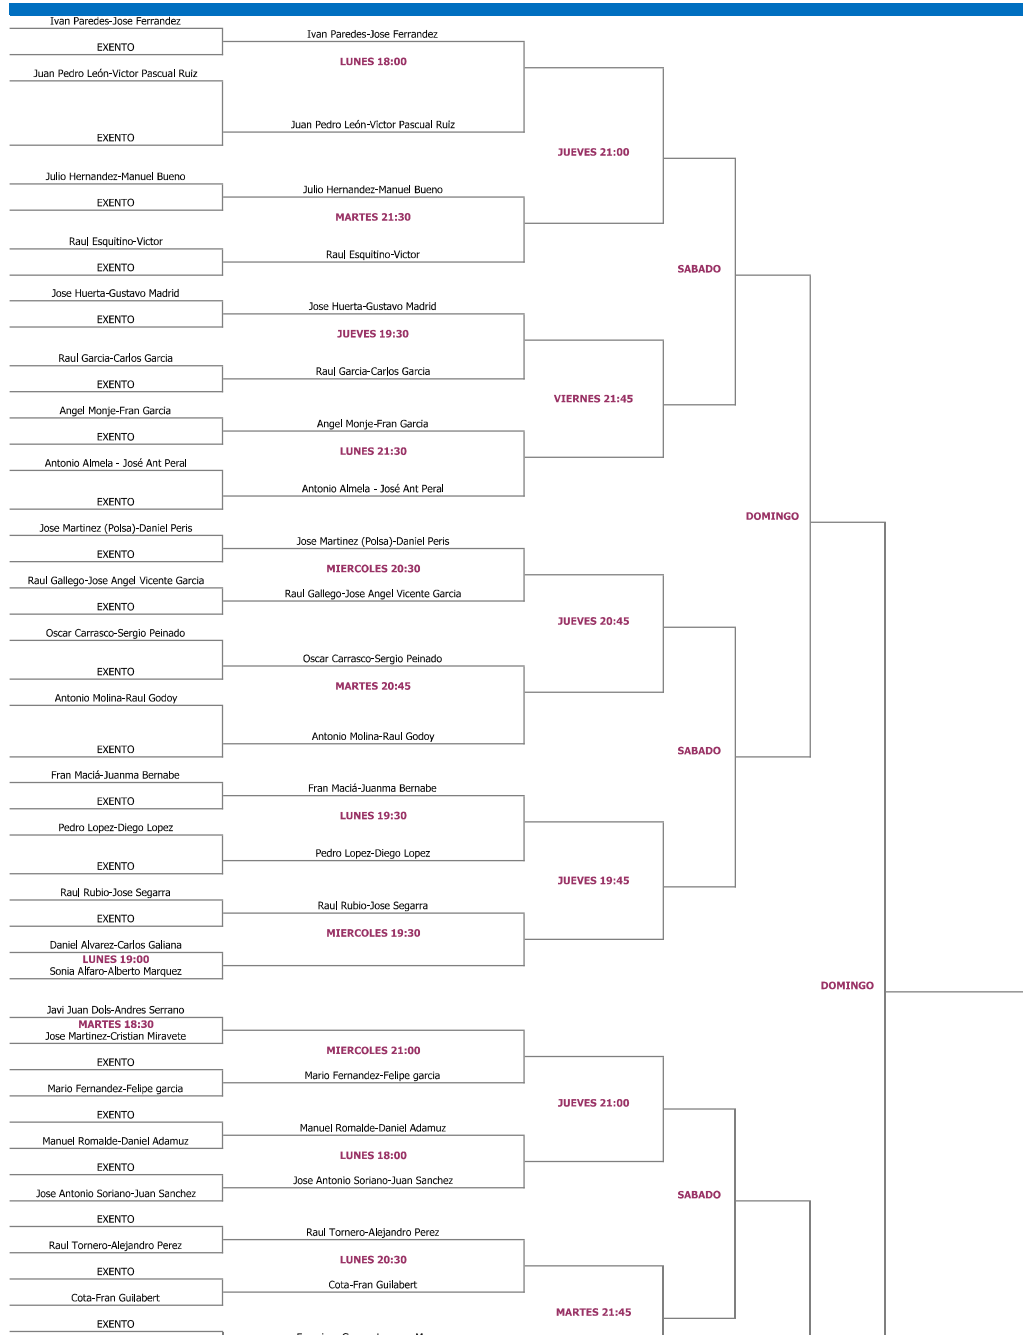 Ivan Paredes-Jose Ferrandez
Ivan Paredes-Jose Ferrandez
EXENTO
LUNES 18:00
Juan Pedro León-Victor Pascual Ruiz
Juan Pedro León-Victor Pascual Ruiz
EXENTO
JUEVES 21:00
Julio Hernandez-Manuel Bueno
Julio Hernandez-Manuel Bueno
EXENTO
MARTES 21:30
Raul Esquitino-Victor
Raul Esquitino-Victor
EXENTO
SABADO
Jose Huerta-Gustavo Madrid
Jose Huerta-Gustavo Madrid
EXENTO
JUEVES 19:30
Raul Garcia-Carlos Garcia
Raul Garcia-Carlos Garcia
EXENTO
VIERNES 21:45
Angel Monje-Fran Garcia
Angel Monje-Fran Garcia
EXENTO
LUNES 21:30
Antonio Almela - José Ant Peral
Antonio Almela - José Ant Peral
EXENTO
DOMINGO
Jose Martinez (Polsa)-Daniel Peris
Jose Martinez (Polsa)-Daniel Peris
EXENTO
MIERCOLES 20:30
Raul Gallego-Jose Angel Vicente Garcia
Raul Gallego-Jose Angel Vicente Garcia
EXENTO
JUEVES 20:45
Oscar Carrasco-Sergio Peinado
Oscar Carrasco-Sergio Peinado
EXENTO
MARTES 20:45
Antonio Molina-Raul Godoy
Antonio Molina-Raul Godoy
EXENTO
SABADO
Fran Maciá-Juanma Bernabe
Fran Maciá-Juanma Bernabe
EXENTO
LUNES 19:30
Pedro Lopez-Diego Lopez
Pedro Lopez-Diego Lopez
EXENTO
JUEVES 19:45
Raul Rubio-Jose Segarra
Raul Rubio-Jose Segarra
EXENTO
MIERCOLES 19:30
Daniel Alvarez-Carlos Galiana
LUNES 19:00
Sonia Alfaro-Alberto Marquez
DOMINGO
Javi Juan Dols-Andres Serrano
MARTES 18:30
Jose Martinez-Cristian Miravete
MIERCOLES 21:00
EXENTO
Mario Fernandez-Felipe garcia
Mario Fernandez-Felipe garcia
JUEVES 21:00
EXENTO
Manuel Romalde-Daniel Adamuz
Manuel Romalde-Daniel Adamuz
LUNES 18:00
EXENTO
Jose Antonio Soriano-Juan Sanchez
Jose Antonio Soriano-Juan Sanchez
SABADO
EXENTO
Raul Tornero-Alejandro Perez
Raul Tornero-Alejandro Perez
LUNES 20:30
EXENTO
Cota-Fran Guilabert
Cota-Fran Guilabert
MARTES 21:45
EXENTO